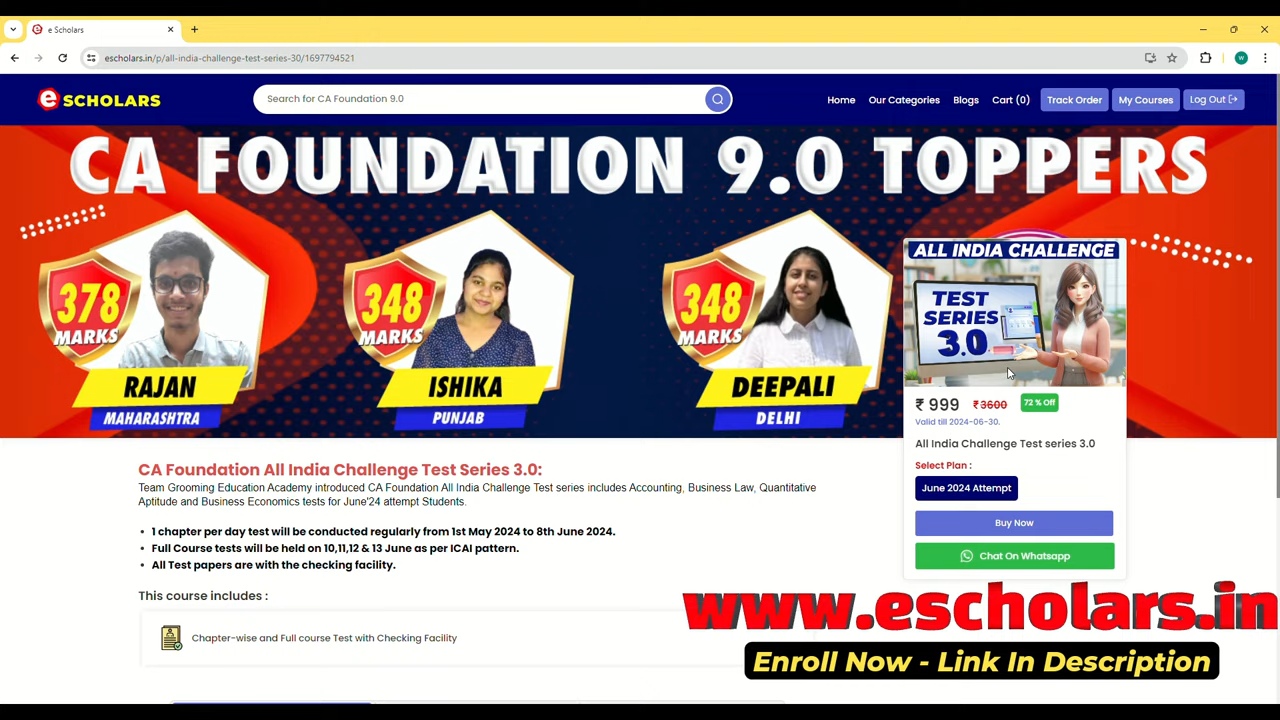 e Scholars
escholars.in/p/all-india-challenge-test-series-30/1697794521
W
e SCHOLARS
Search for CA Foundation 9.0
Home
Our Categories
Blogs
Cart (0)
Track Order
My Courses
Log Out
CA FOUNDATION 9.0 TOPPERS
378
MARKS
RAJAN
MAHARASHTRA
348
MARKS
ISHIKA
PUNJAB
348
MARKS
DEEPALI
DELHI
ALL INDIA CHALLENGE
TEST
SERIES
3.0
₹ 999 ₹3600 72 % Off
Valid till 2024-06-30.
All India Challenge Test series 3.0
Select Plan :
June 2024 Attempt
Buy Now
Chat On Whatsapp
CA Foundation All India Challenge Test Series 3.0:
Team Grooming Education Academy introduced CA Foundation All India Challenge Test series includes Accounting, Business Law, Quantitative
Aptitude and Business Economics tests for June'24 attempt Students.
• 1 chapter per day test will be conducted regularly from 1st May 2024 to 8th June 2024.
• Full Course tests will be held on 10,11,12 & 13 June as per ICAI pattern.
• All Test papers are with the checking facility.
This course includes :
Chapter-wise and Full course Test with Checking Facility
www.escholars.in
Enroll Now - Link In Description